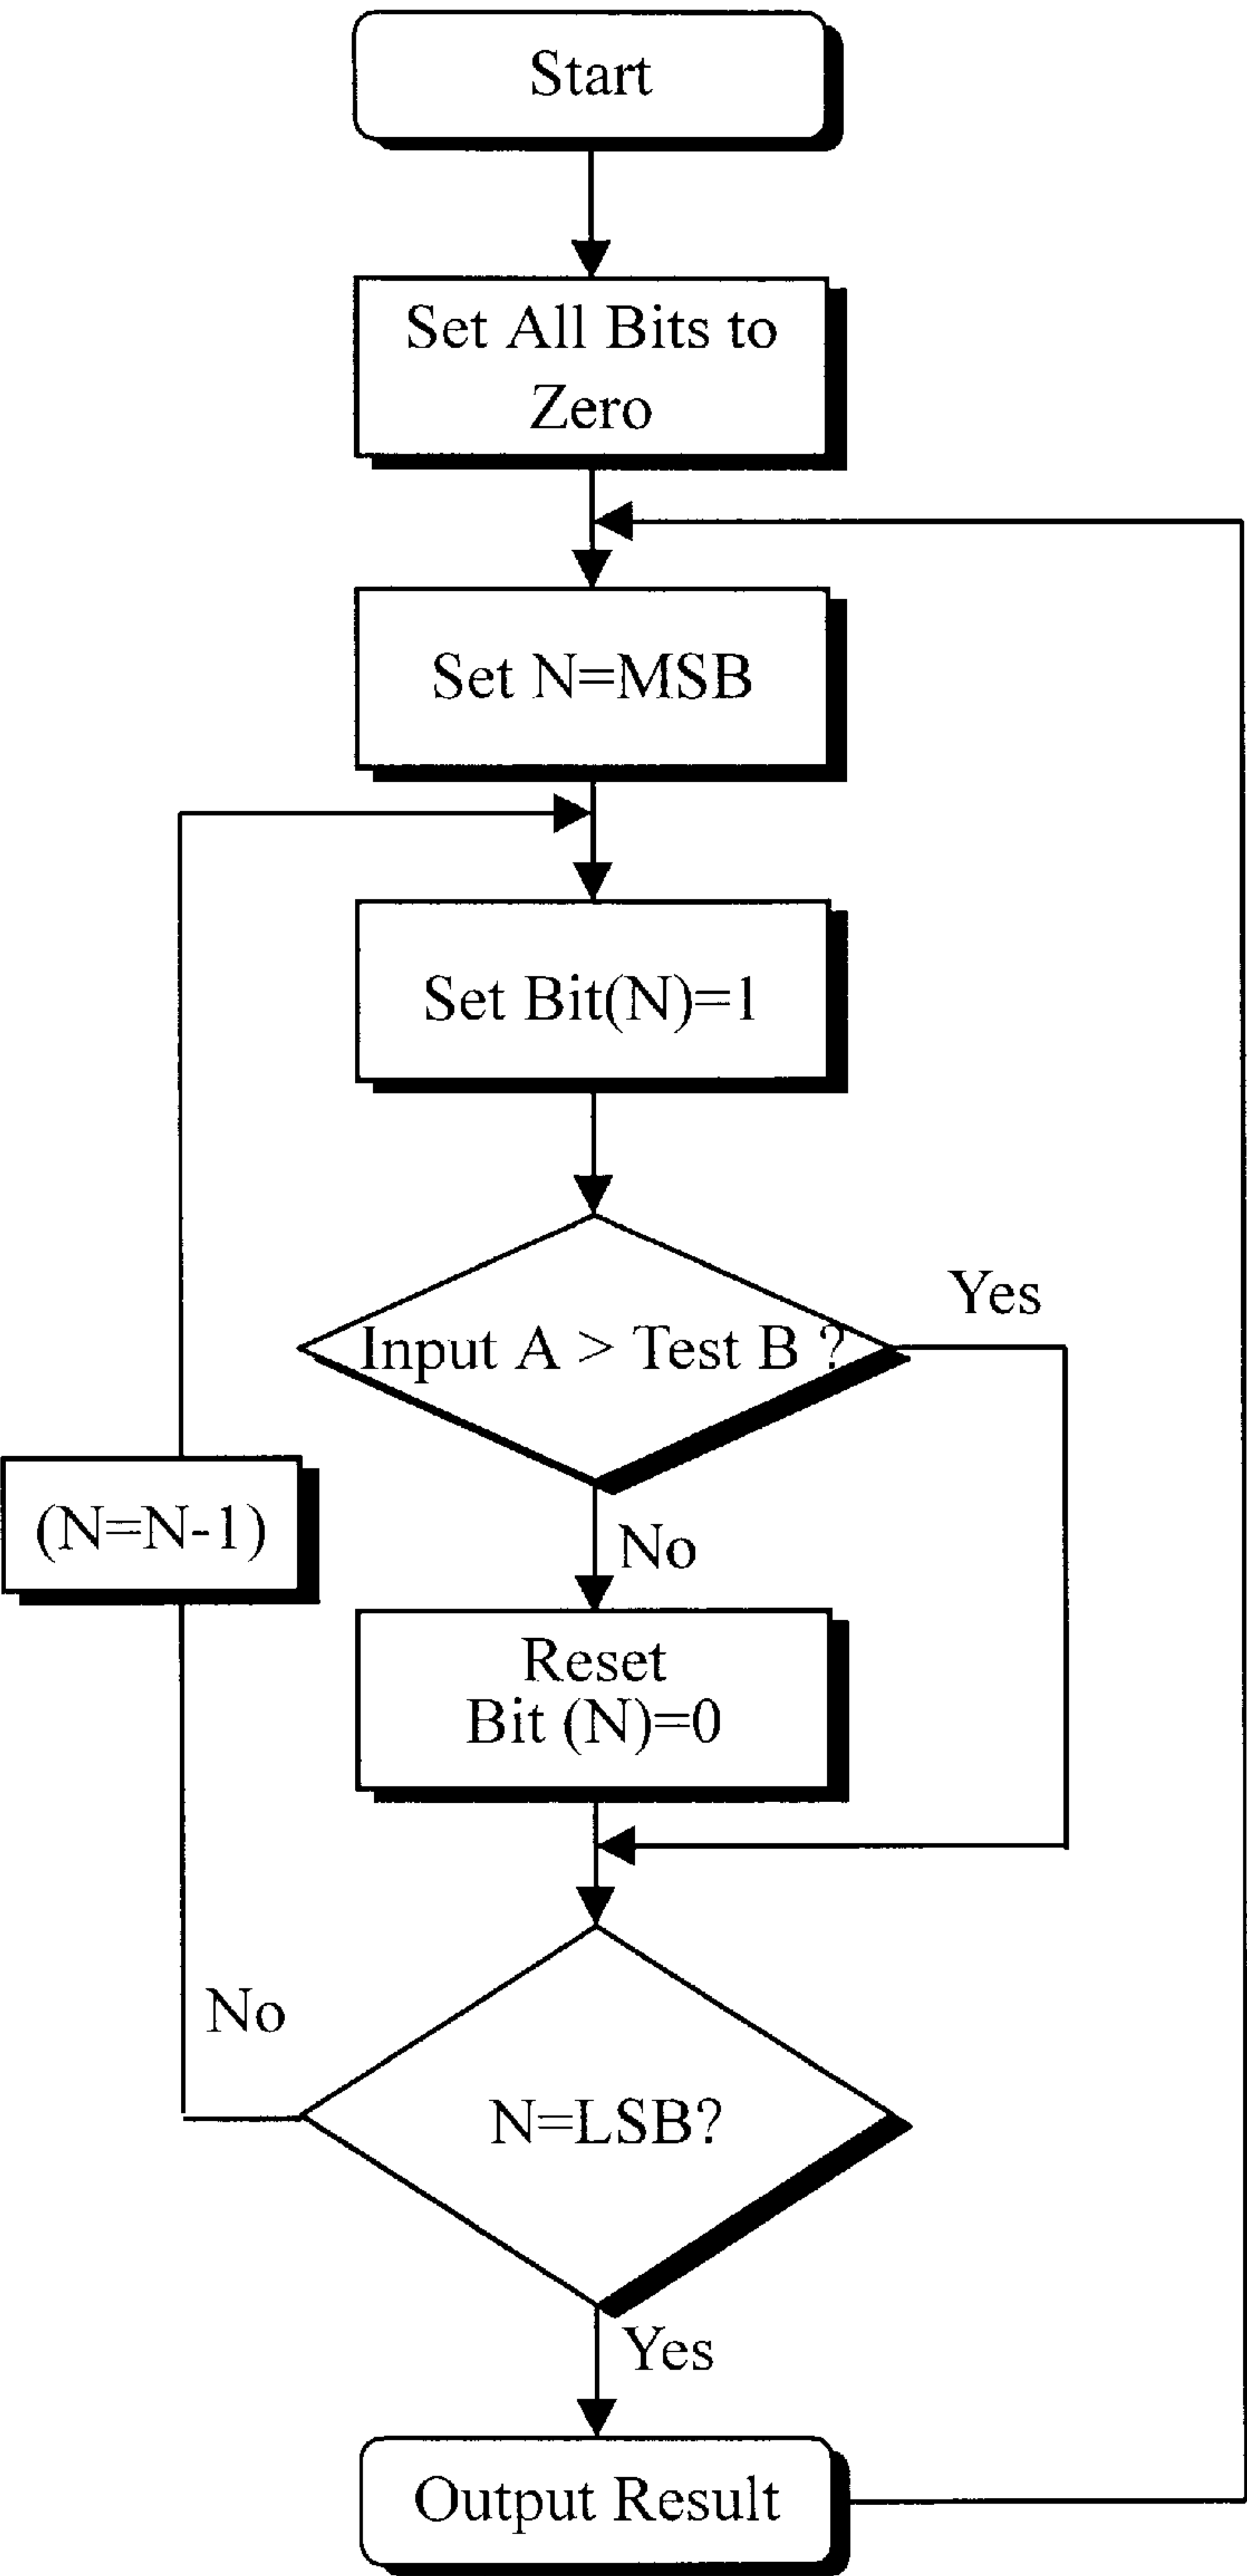 Start
Set All Bits to
Zero
Set N=MSB
Set Bit(N)=1
Input A > Test B ?
Yes
No
(N=N-1)
Reset
Bit (N)=0
No
N=LSB?
Yes
Output Result